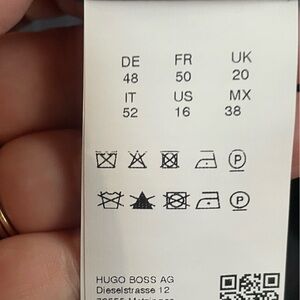 DE FR UK
48 50 20
IT US MX
52 16 38
P
P
HUGO BOSS AG
Dieselstrasse 12